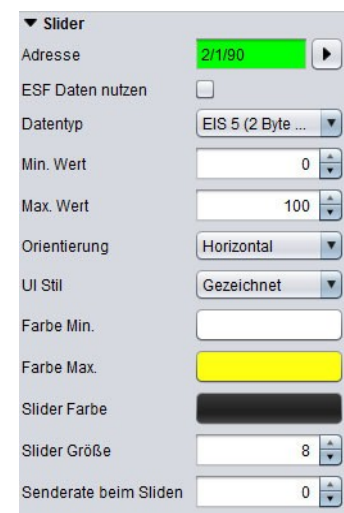 ▼ Slider
Adresse 2/1/90
ESF Daten nutzen
Datentyp EIS 5 (2 Byte ...
Min. Wert 0
Max. Wert 100
Orientierung Horizontal
UI Stil Gezeichnet
Farbe Min.
Farbe Max.
Slider Farbe
Slider Größe 8
Senderate beim Sliden 0